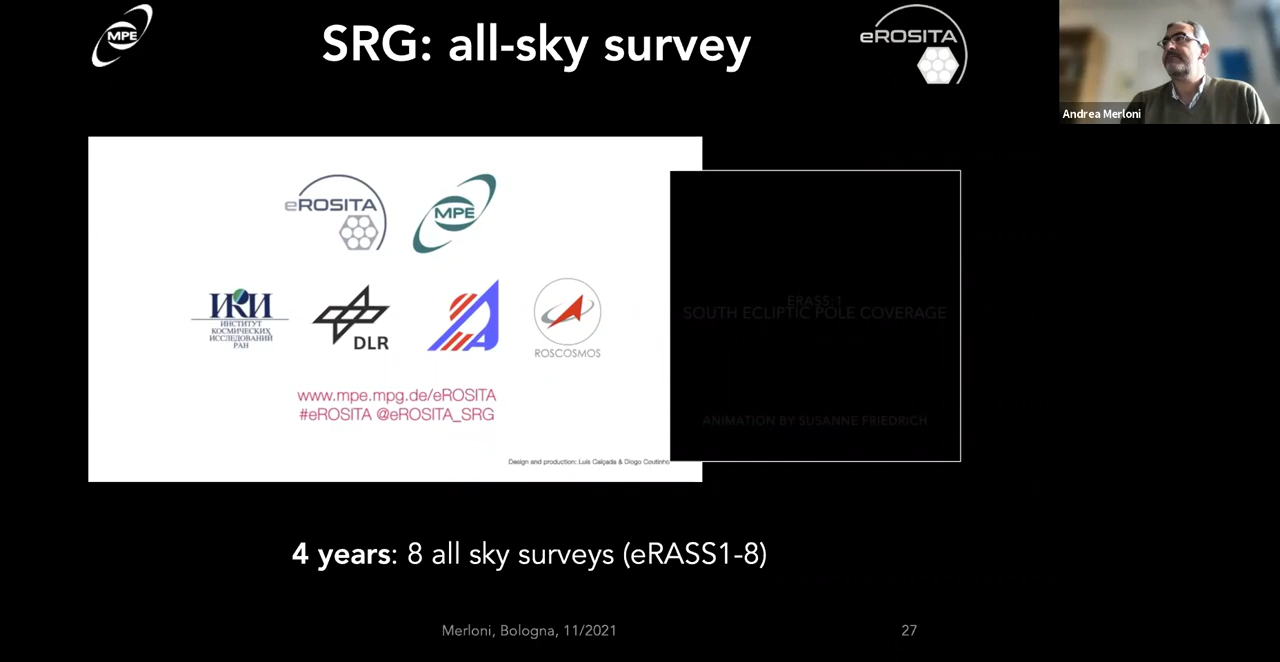 MPE
SRG: all-sky survey
eROSITA
Andrea Merloni
eROSITA
MPE
ИКИ
ИНСТИТУТ
КОСМИЧЕСКИХ
ИССЛЕДОВАНИЙ
РАН
DLR
ROSCOSMOS
www.mpe.mpg.de/eROSITA
#eROSITA @eROSITA_SRG
Design and production: Luis Calçada & Diogo Coutinho
ERASS:1
SOUTH ECLIPTIC POLE COVERAGE
ANIMATION BY SUSANNE FRIEDRICH
4 years: 8 all sky surveys (eRASS1-8)
Merloni, Bologna, 11/2021
27